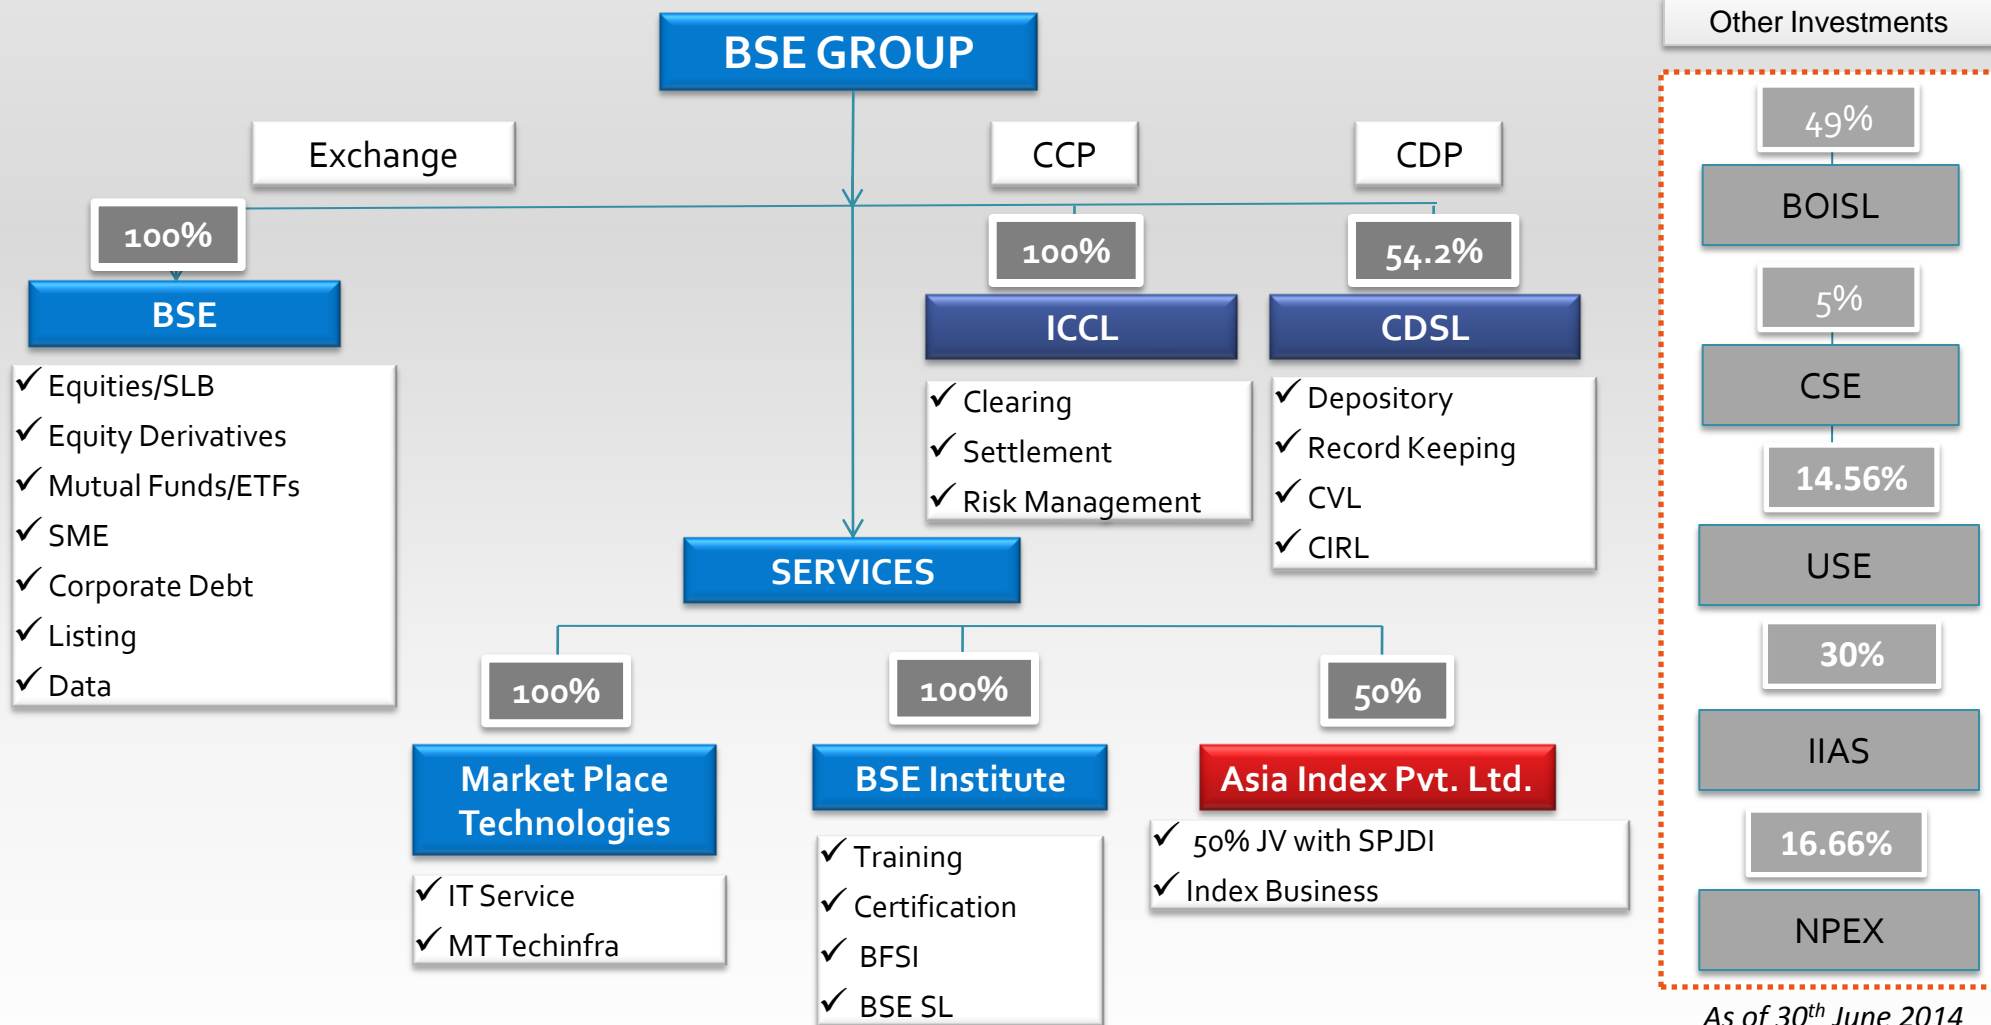 BSE GROUP
Exchange
CCP
CDP
100%
BSE
✓ Equities/SLB
✓ Equity Derivatives
✓ Mutual Funds/ETFs
✓ SME
✓ Corporate Debt
✓ Listing
✓ Data
100%
ICCL
✓ Clearing
✓ Settlement
✓ Risk Management
54.2%
CDSL
✓ Depository
✓ Record Keeping
✓ CVL
✓ CIRL
SERVICES
100%
Market Place
Technologies
✓ IT Service
✓ MT Techinfra
100%
BSE Institute
✓ Training
✓ Certification
✓ BFSI
✓ BSE SL
50%
Asia Index Pvt. Ltd.
✓ 50% JV with SPJDI
✓ Index Business
Other Investments
49%
BOISL
5%
CSE
14.56%
USE
30%
IIAS
16.66%
NPEX
As of 30th June 2014